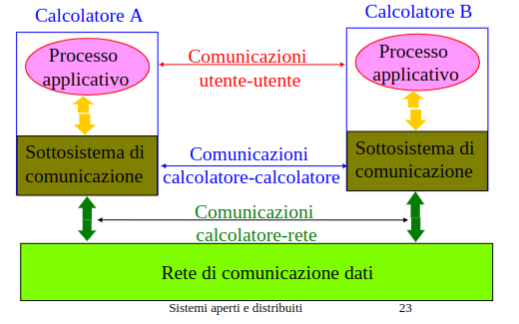 Calcolatore A
Calcolatore B
Processo
applicativo
Comunicazioni
utente-utente
Processo
applicativo
Sottosistema di
comunicazione
Comunicazioni
calcolatore-calcolatore
Sottosistema di
comunicazione
Comunicazioni
calcolatore-rete
Rete di comunicazione dati
Sistemi aperti e distribuiti
23